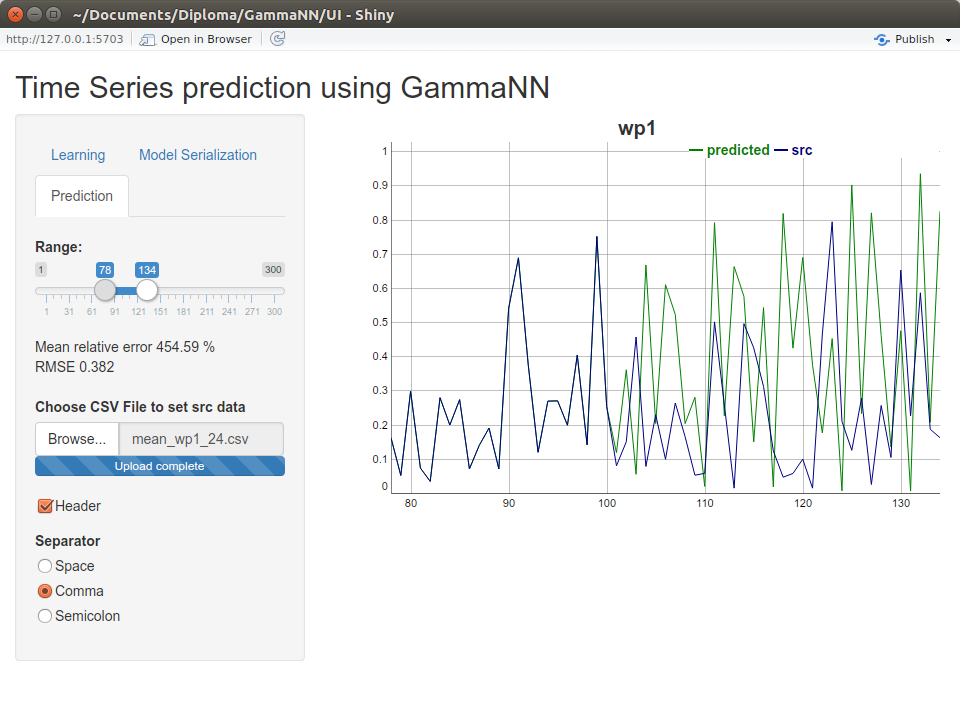 ~/Documents/Diploma/GammaNN/UI - Shiny
http://127.0.0.1:5703 Open in Browser Publish
Time Series prediction using GammaNN
Learning Model Serialization
Prediction
Range:
1 78 134 300
1 31 61 91 121 151 181 211 241 271 300
Mean relative error 454.59 %
RMSE 0.382
Choose CSV File to set src data
Browse... mean_wp1_24.csv
Upload complete
Header
Separator
Space
Comma
Semicolon
wp1
predicted src
1
0.9
0.8
0.7
0.6
0.5
0.4
0.3
0.2
0.1
0
80 90 100 110 120 130